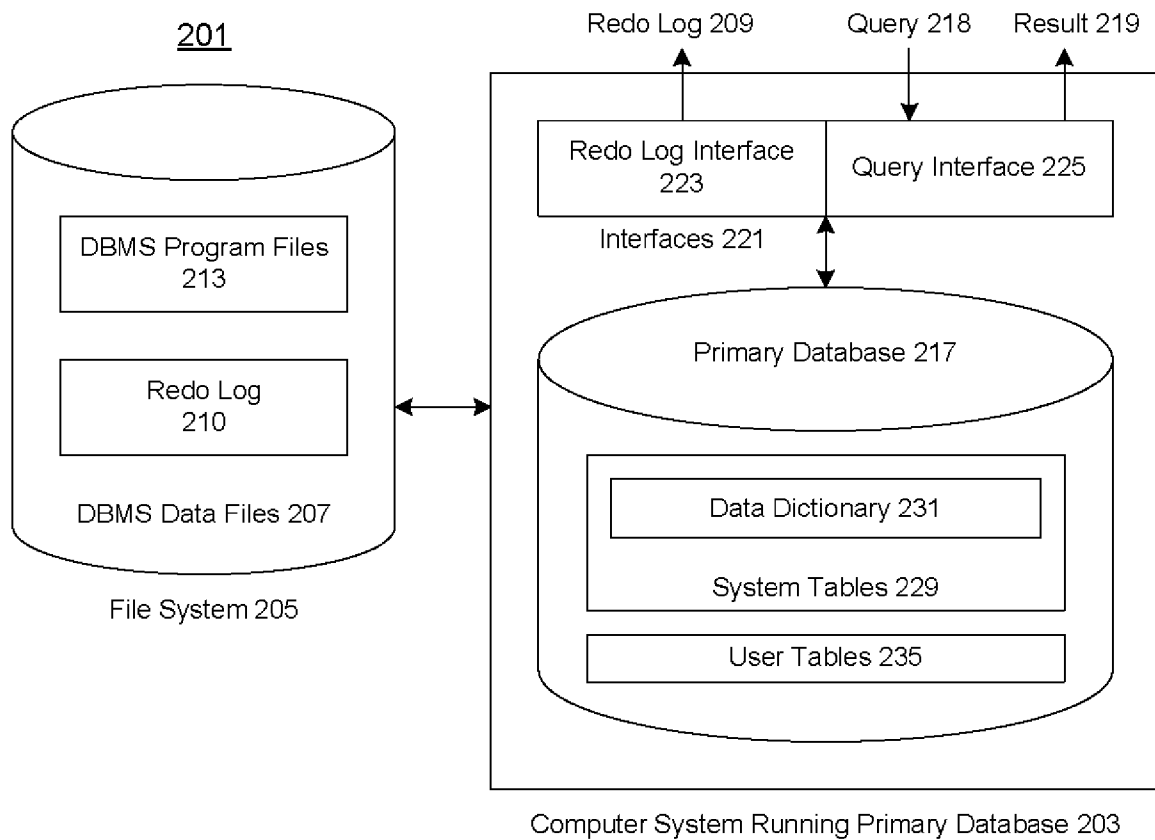 201
Redo Log 209
Query 218
Result 219
Redo Log Interface
223
Query Interface 225
Interfaces 221
DBMS Program Files
213
Redo Log
210
DBMS Data Files 207
File System 205
Primary Database 217
Data Dictionary 231
System Tables 229
User Tables 235
Computer System Running Primary Database 203